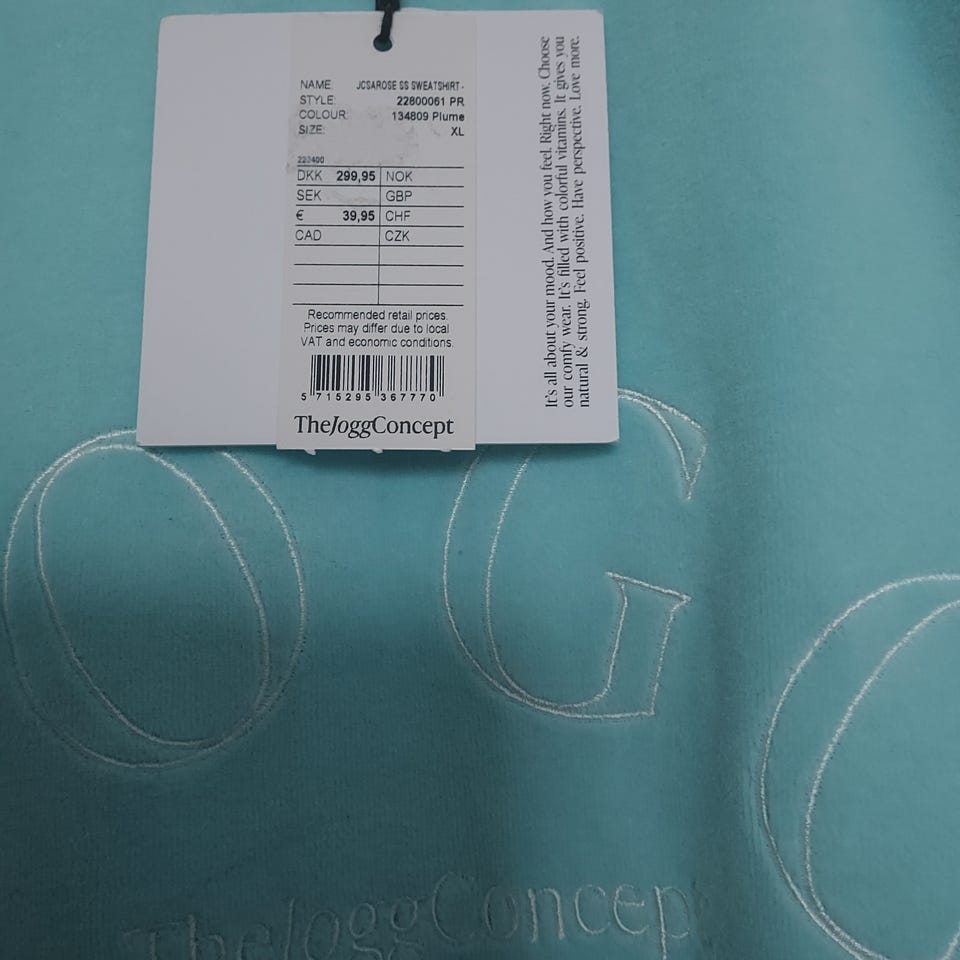 NAME: JCSAROSE SS SWEATSHIRT -
STYLE: 22800061 PR
COLOUR: 134809 Plume
SIZE: XL
223400
DKK 299,95 NOK
SEK GBP
€ 39,95 CHF
CAD CZK
Recommended retail prices.
Prices may differ due to local
VAT and economic conditions.
5 715295 367770
TheJoggConcept
It's all about your mood. And how you feel. Right now. Choose
our comfy wear. It's filled with colorful vitamins. It gives you
natural & strong. Feel positive. Have perspective. Love more.
O G
TheJoggConcep